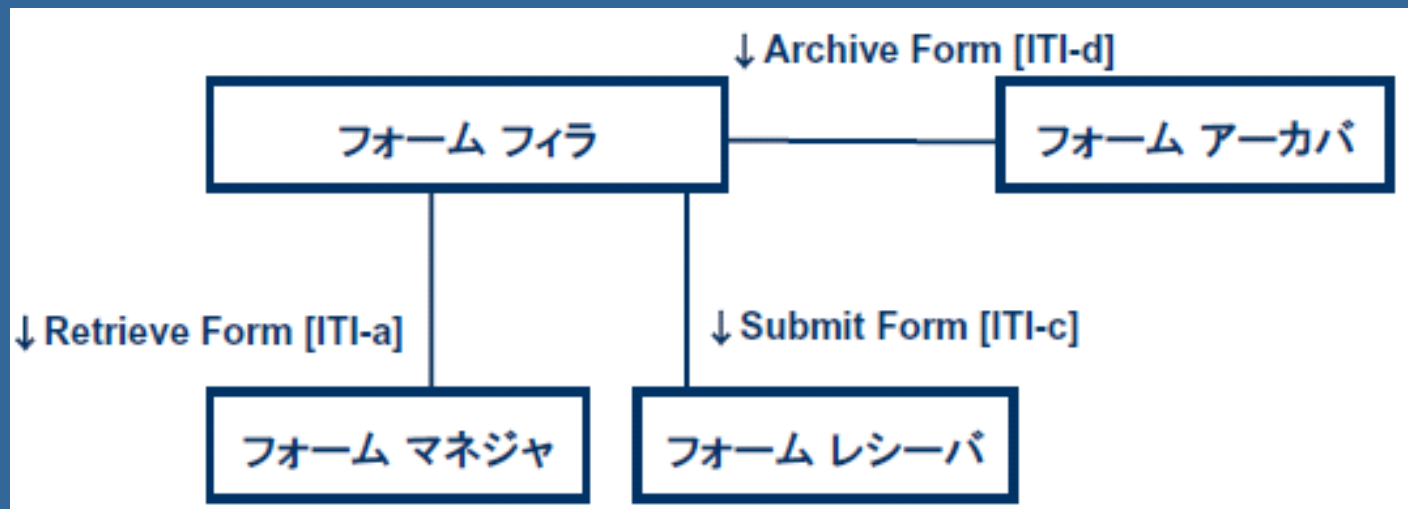 ↓Archive Form [ITI-d]
フォーム フィラ
フォーム アーカバ
↓Retrieve Form [ITI-a]
↓Submit Form [ITI-c]
フォーム マネジャ
フォーム レシーバ